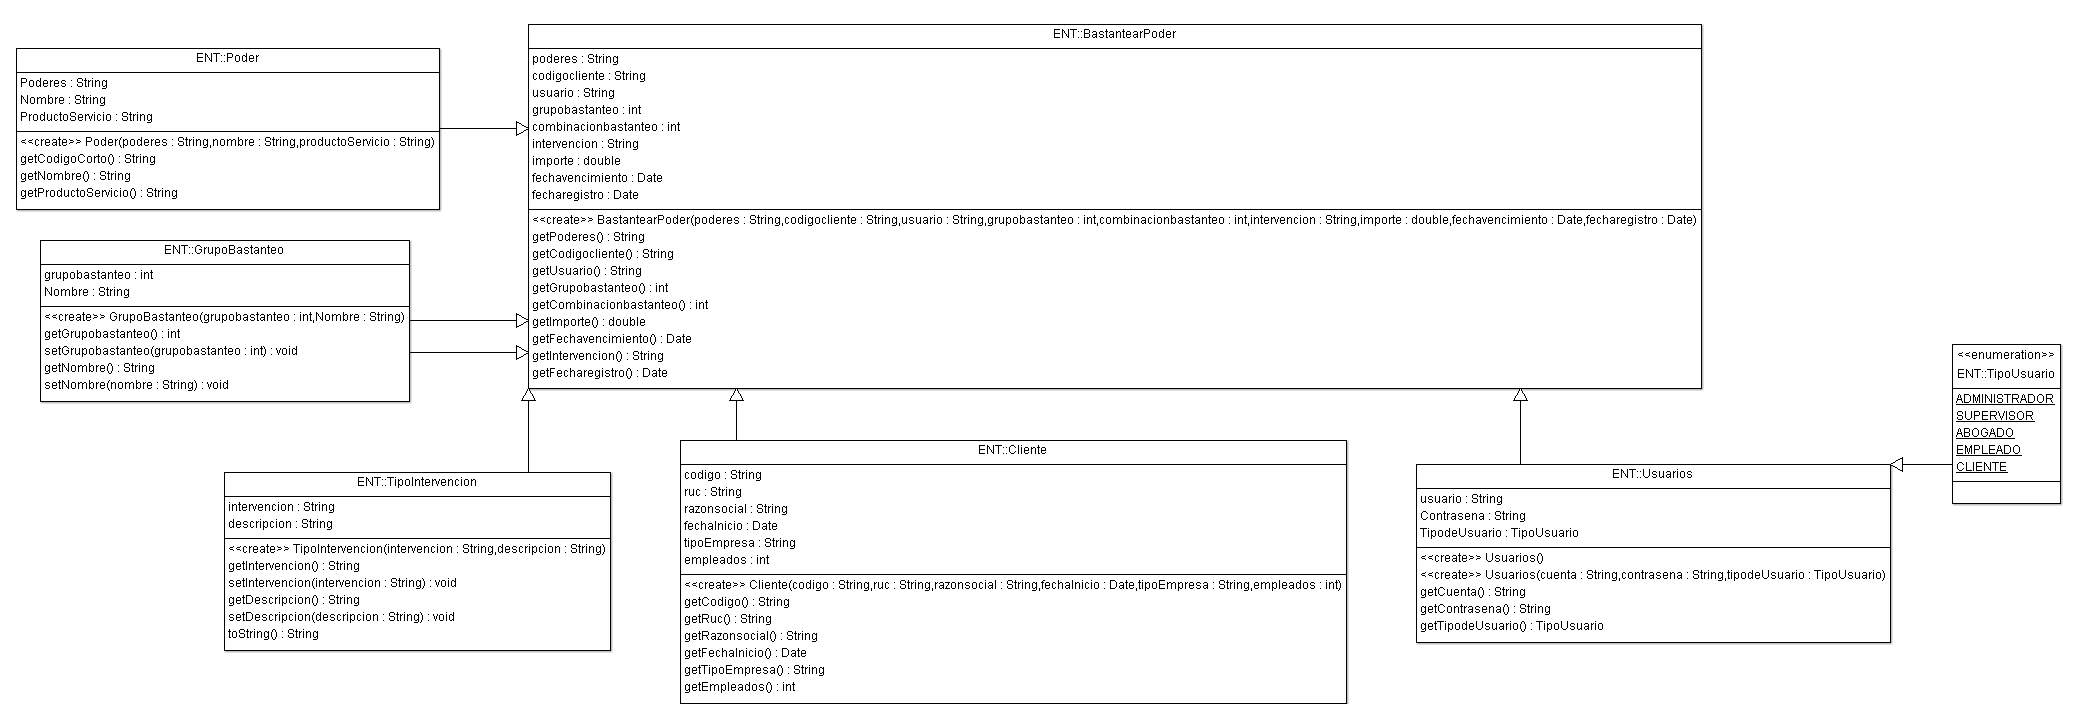 ENT::Poder
Poderes : String
Nombre : String
ProductoServicio : String
<<create>> Poder(poderes : String,nombre : String,productoServicio : String)
getCodigoCorto() : String
getNombre() : String
getProductoServicio() : String
ENT::BastantearPoder
poderes : String
codigocliente : String
usuario : String
grupobastanteo : int
combinacionbastanteo : int
intervencion : String
importe : double
fechavencimiento : Date
fecharegistro : Date
<<create>> BastantearPoder(poderes : String,codigocliente : String,usuario : String,grupobastanteo : int,combinacionbastanteo : int,intervencion : String,importe : double,fechavencimiento : Date,fecharegistro : Date)
getPoderes() : String
getCodigocliente() : String
getUsuario() : String
getGrupobastanteo() : int
getCombinacionbastanteo() : int
getImporte() : double
getFechavencimiento() : Date
getIntervencion() : String
getFecharegistro() : Date
ENT::GrupoBastanteo
grupobastanteo : int
Nombre : String
<<create>> GrupoBastanteo(grupobastanteo : int,Nombre : String)
getGrupobastanteo() : int
setGrupobastanteo(grupobastanteo : int) : void
getNombre() : String
setNombre(nombre : String) : void
<<enumeration>>
ENT::TipoUsuario
ADMINISTRADOR
SUPERVISOR
ABOGADO
EMPLEADO
CLIENTE
ENT::TipoIntervencion
intervencion : String
descripcion : String
<<create>> TipoIntervencion(intervencion : String,descripcion : String)
getIntervencion() : String
setIntervencion(intervencion : String) : void
getDescripcion() : String
setDescripcion(descripcion : String) : void
toString() : String
ENT::Cliente
codigo : String
ruc : String
razonsocial : String
fechaInicio : Date
tipoEmpresa : String
empleados : int
<<create>> Cliente(codigo : String,ruc : String,razonsocial : String,fechaInicio : Date,tipoEmpresa : String,empleados : int)
getCodigo() : String
getRuc() : String
getRazonsocial() : String
getFechaInicio() : Date
getTipoEmpresa() : String
getEmpleados() : int
ENT::Usuarios
usuario : String
Contrasena : String
TipodeUsuario : TipoUsuario
<<create>> Usuarios()
<<create>> Usuarios(cuenta : String,contrasena : String,tipodeUsuario : TipoUsuario)
getCuenta() : String
getContrasena() : String
getTipodeUsuario() : TipoUsuario